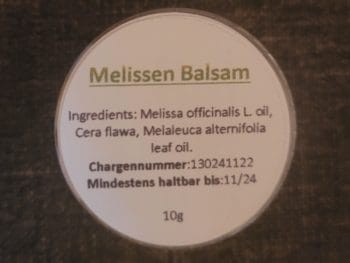 Melissen Balsam
Ingredients: Melissa officinalis L. oil,
Cera flawa, Melaleuca alternifolia
leaf oil.
Chargennummer:130241122
Mindestens haltbar bis:11/24
10g